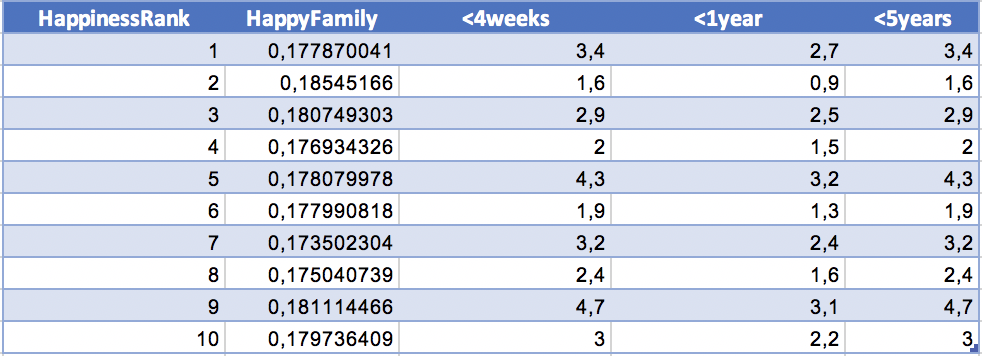 HappinessRank HappyFamily <4weeks <1year <5years
1 0,177870041 3,4 2,7 3,4
2 0,18545166 1,6 0,9 1,6
3 0,180749303 2,9 2,5 2,9
4 0,176934326 2 1,5 2
5 0,178079978 4,3 3,2 4,3
6 0,177990818 1,9 1,3 1,9
7 0,173502304 3,2 2,4 3,2
8 0,175040739 2,4 1,6 2,4
9 0,181114466 4,7 3,1 4,7
10 0,179736409 3 2,2 3